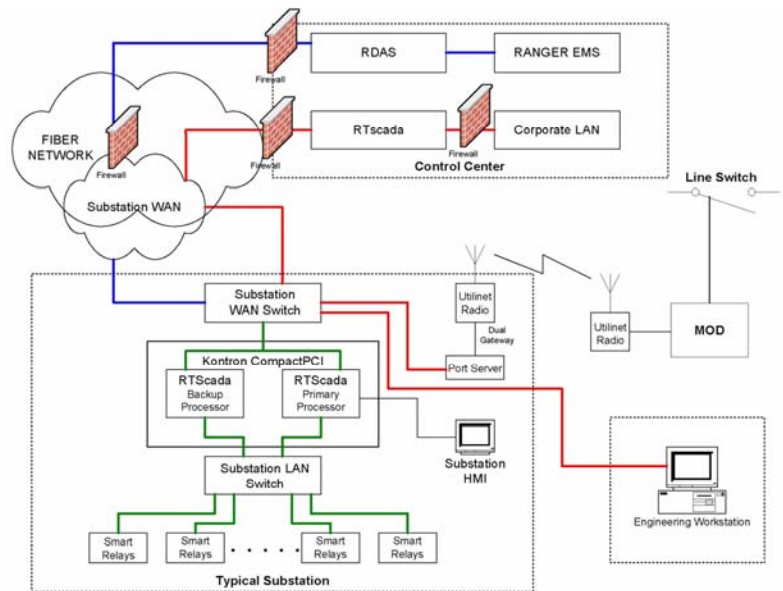 RDAS
RANGER EMS
Firewall
FIBER
NETWORK
Firewall
RTscada
Corporate LAN
Firewall
Firewall
Control Center
Substation WAN
Line Switch
Substation
WAN Switch
Utilinet
Radio
Dual
Gateway
Port Server
Utilinet
Radio
MOD
Kontron CompactPCI
RTScada
Backup
Processor
RTScada
Primary
Processor
Substation
HMI
Substation LAN
Switch
Engineering Workstation
Smart
Relays
Smart
Relays
Smart
Relays
Smart
Relays
Typical Substation